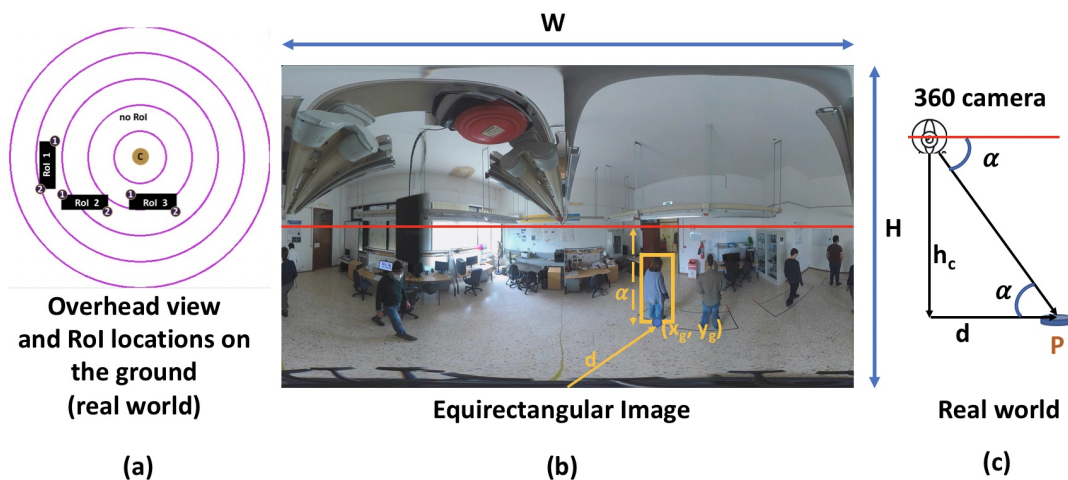 no RoI
C
1
RoI 1
2
1
RoI 2
2
1
RoI 3
2
Overhead view
and RoI locations on
the ground
(real world)
(a)
W
α
(x_g, y_g)
d
H
Equirectangular Image
(b)
360 camera
α
h_c
α
d
P
Real world
(c)